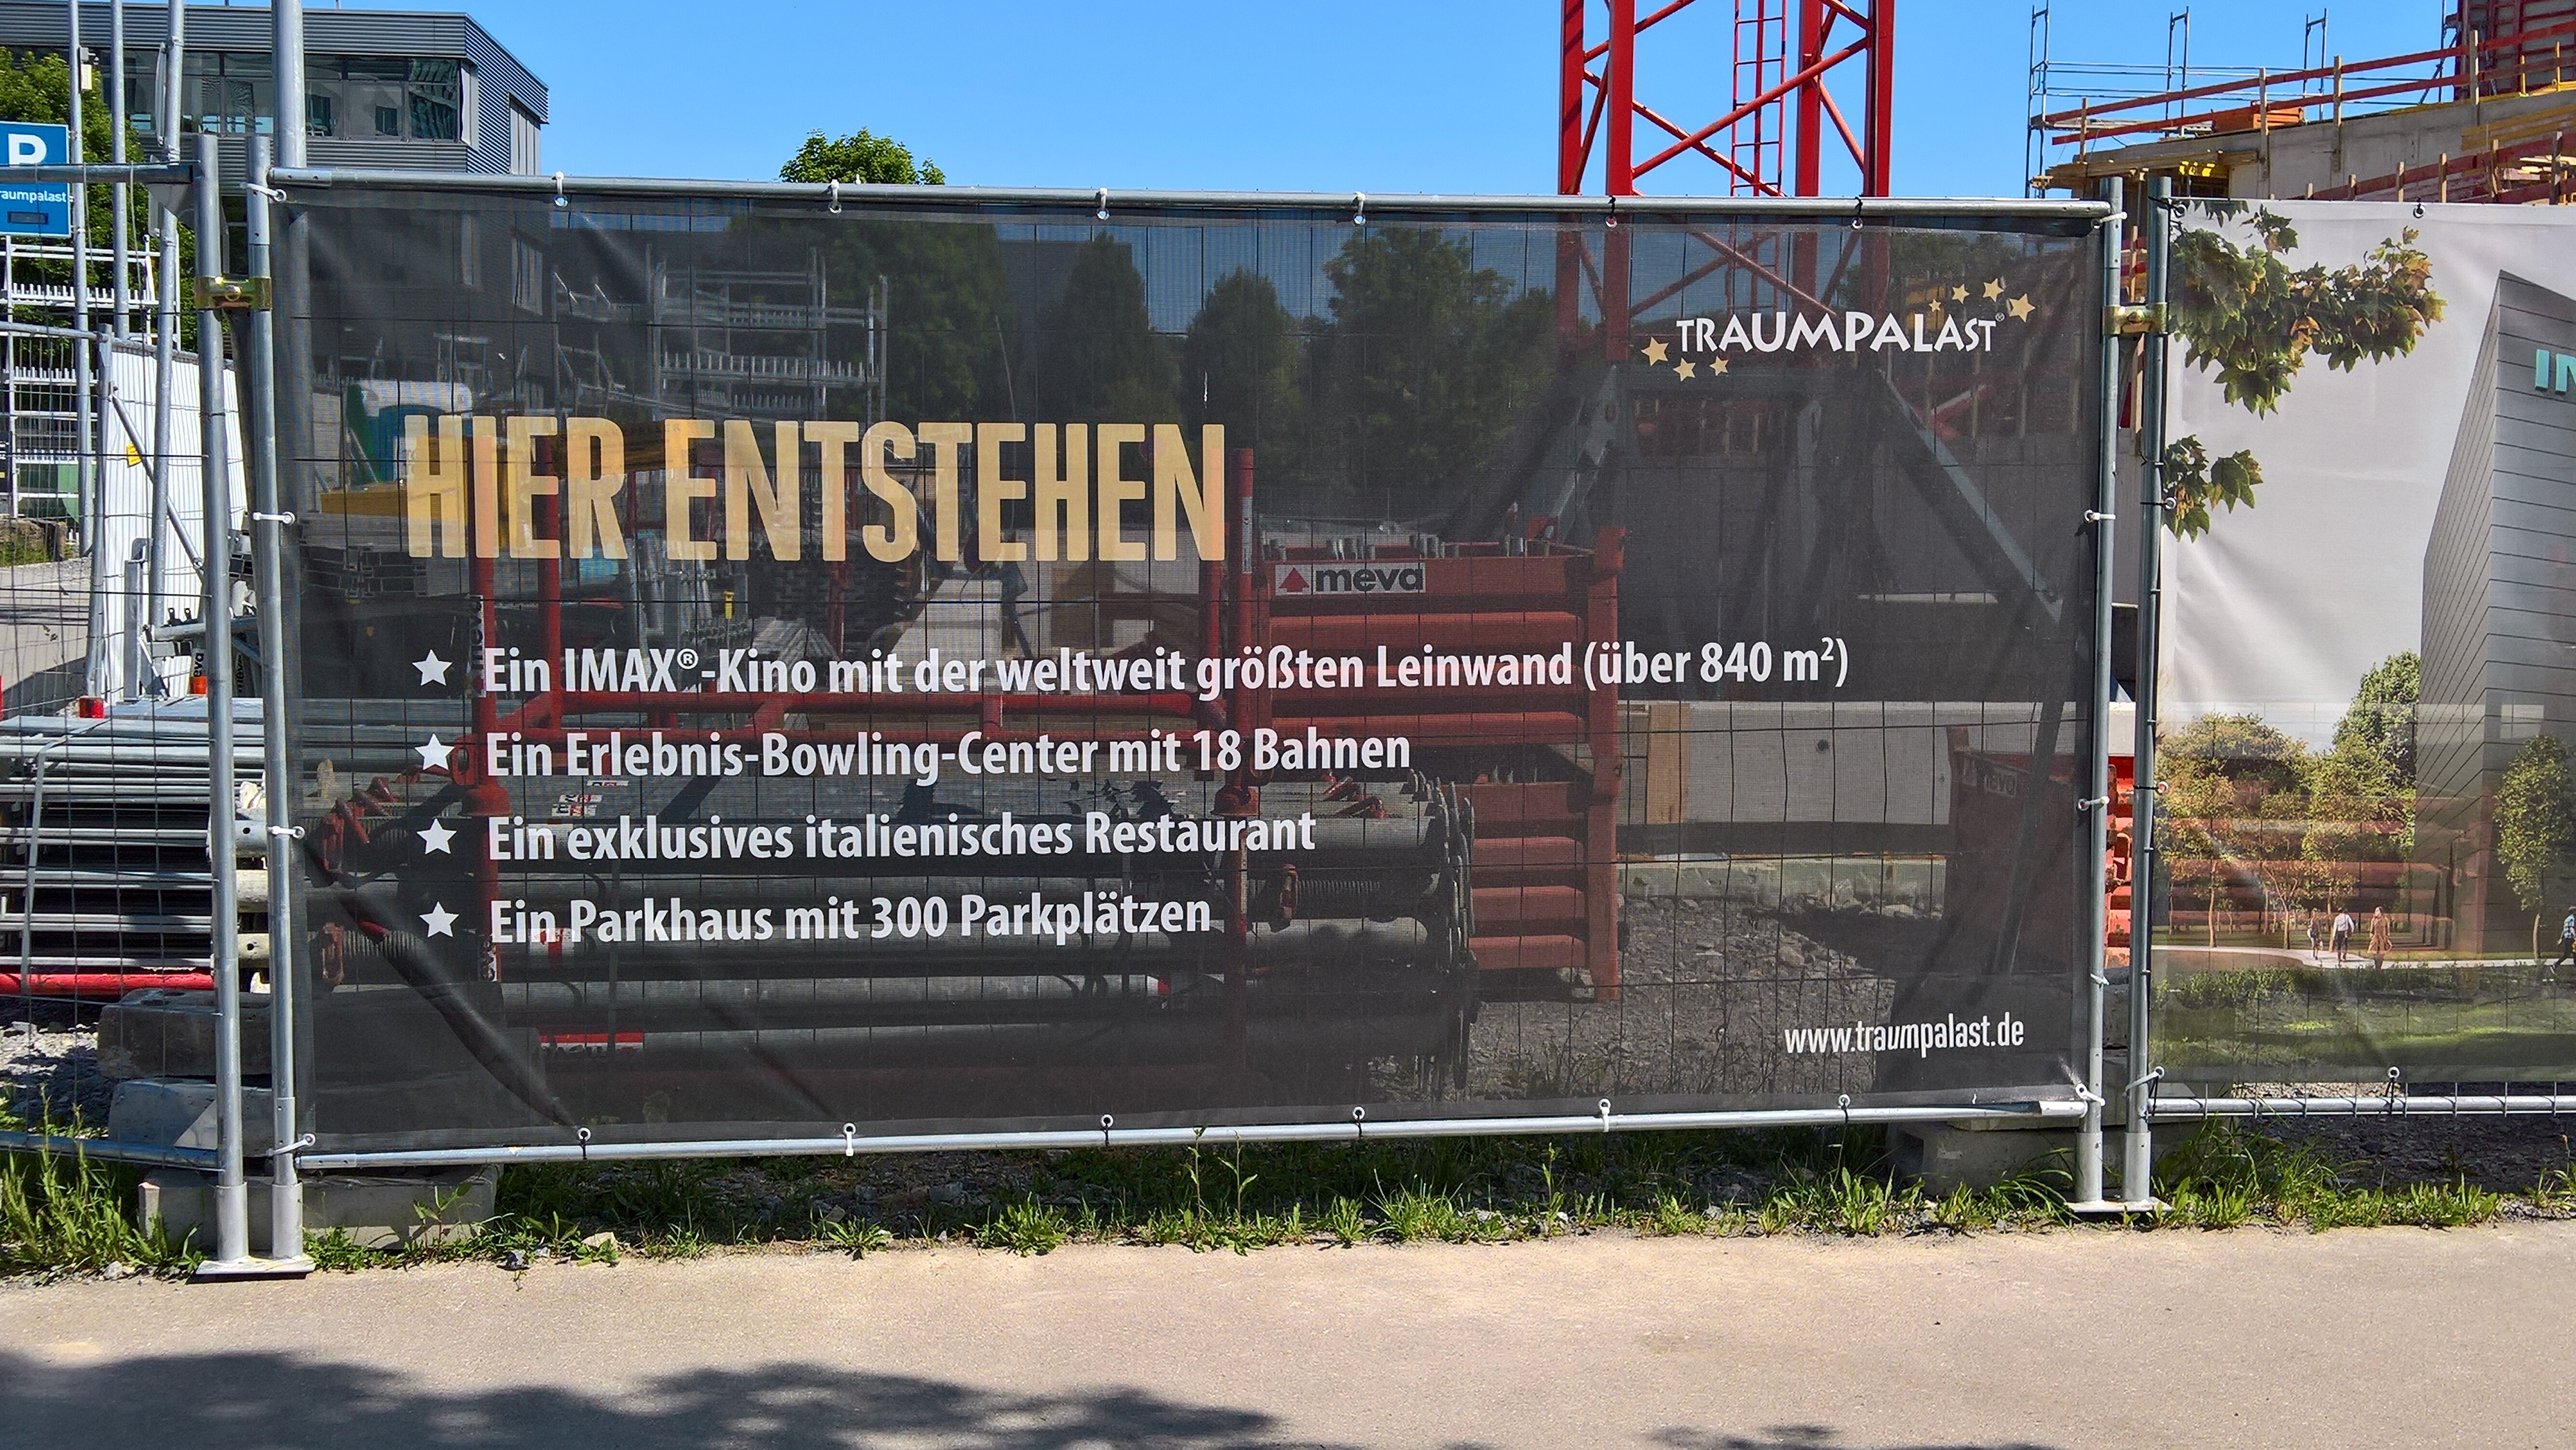 P
raumpalast
TRAUMPALAST®
HIER ENTSTEHEN
meva
Ein IMAX®-Kino mit der weltweit größten Leinwand (über 840 m²)
Ein Erlebnis-Bowling-Center mit 18 Bahnen
Ein exklusives italienisches Restaurant
Ein Parkhaus mit 300 Parkplätzen
www.traumpalast.de